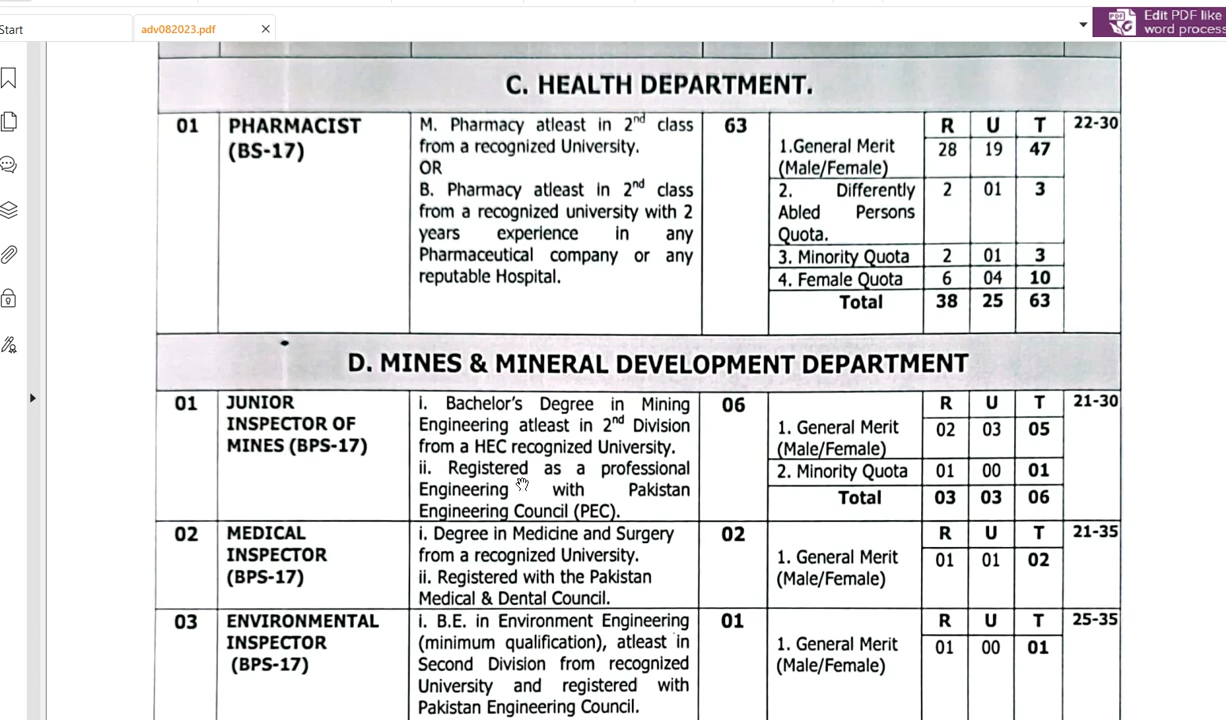 Start
adv082023.pdf
Edit PDF like
word process
C. HEALTH DEPARTMENT.
01 PHARMACIST M. Pharmacy atleast in 2nd class 63 R U T 22-30
(BS-17) from a recognized University. 1.General Merit 28 19 47
OR (Male/Female)
B. Pharmacy atleast in 2nd class 2. Differently 2 01 3
from a recognized university with 2 Abled Persons
years experience in any Quota.
Pharmaceutical company or any 3. Minority Quota 2 01 3
reputable Hospital. 4. Female Quota 6 04 10
Total 38 25 63
D. MINES & MINERAL DEVELOPMENT DEPARTMENT
01 JUNIOR i. Bachelor's Degree in Mining 06 R U T 21-30
INSPECTOR OF Engineering atleast in 2nd Division 1. General Merit 02 03 05
MINES (BPS-17) from a HEC recognized University. (Male/Female)
ii. Registered as a professional 2. Minority Quota 01 00 01
Engineering with Pakistan Total 03 03 06
Engineering Council (PEC).
02 MEDICAL i. Degree in Medicine and Surgery 02 R U T 21-35
INSPECTOR from a recognized University. 1. General Merit 01 01 02
(BPS-17) ii. Registered with the Pakistan (Male/Female)
Medical & Dental Council.
03 ENVIRONMENTAL i. B.E. in Environment Engineering 01 R U T 25-35
INSPECTOR (minimum qualification), atleast in 1. General Merit 01 00 01
(BPS-17) Second Division from recognized (Male/Female)
University and registered with
Pakistan Engineering Council.